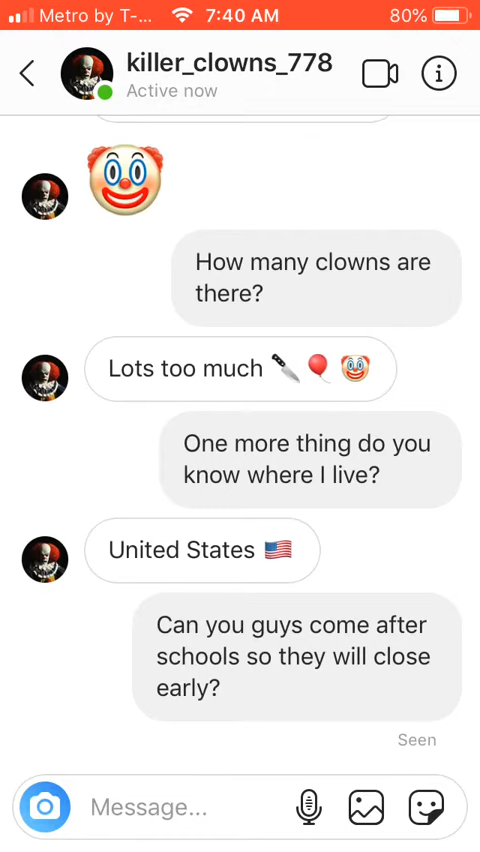 Metro by T-... 7:40 AM 80%
killer_clowns_778
Active now
🤡
How many clowns are
there?
Lots too much 🔪 🎈 🤡
One more thing do you
know where I live?
United States 🇺🇸
Can you guys come after
schools so they will close
early?
Seen
Message...